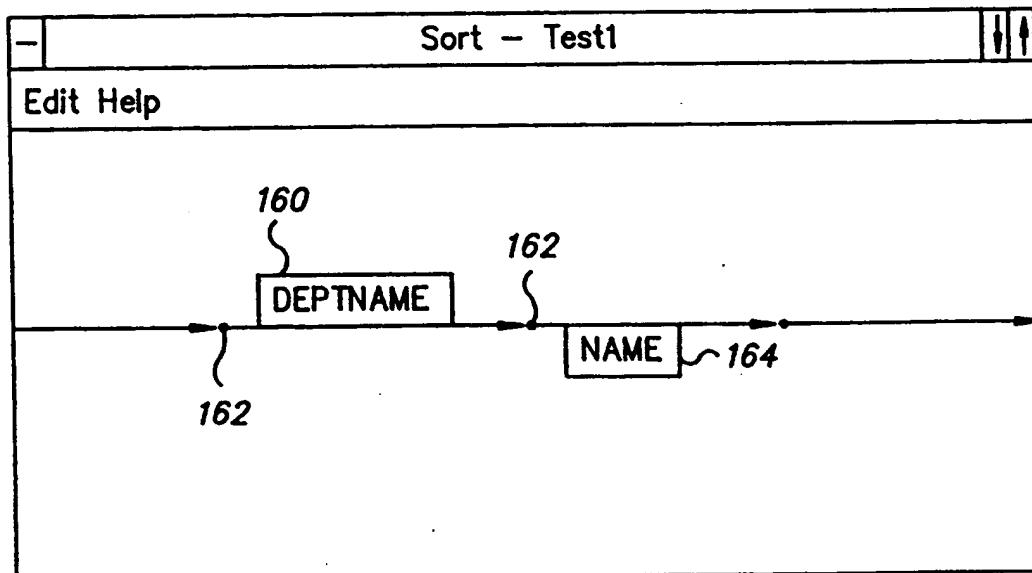 Sort – Test1
Edit Help
160
162
DEPTNAME
NAME
164
162